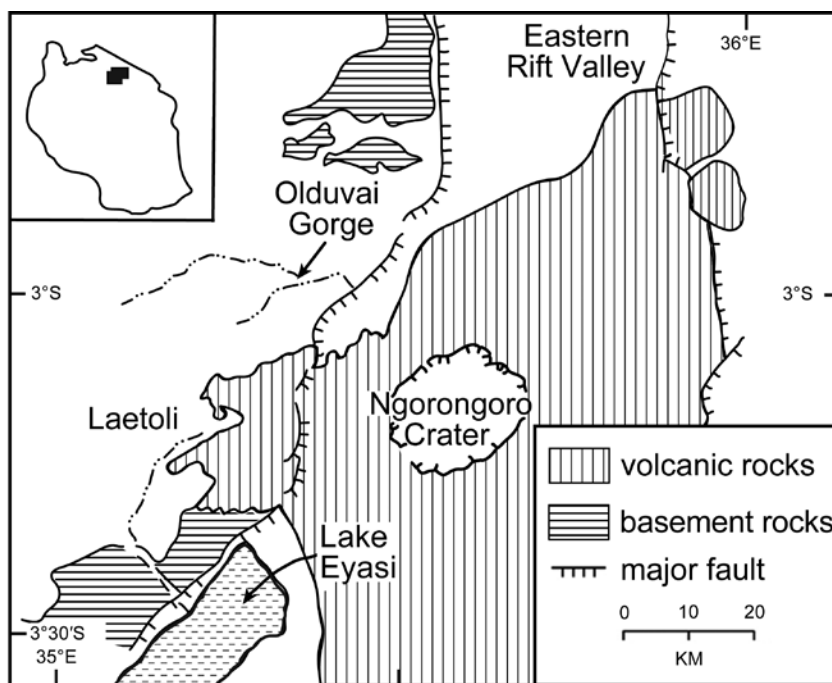 Eastern
Rift Valley
36°E
Olduvai
Gorge
3°S
3°S
Laetoli
Ngorongoro
Crater
volcanic rocks
basement rocks
Lake
Eyasi
major fault
0 10 20
KM
3°30'S
35°E